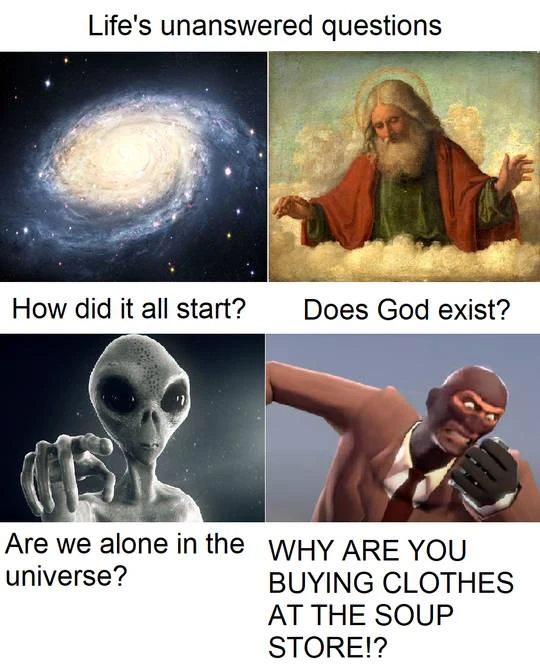 Life's unanswered questions
How did it all start?
Does God exist?
Are we alone in the
universe?
WHY ARE YOU
BUYING CLOTHES
AT THE SOUP
STORE!?